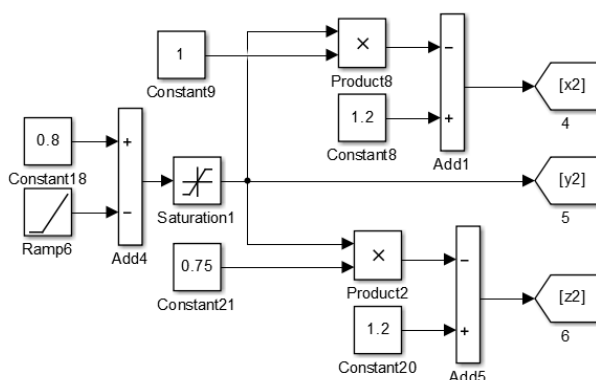 1
Constant9
×
Product8
1.2
Constant8
−
+
Add1
[x2]
4
0.8
Constant18
Ramp6
+
−
Add4
Saturation1
[y2]
5
0.75
Constant21
×
Product2
1.2
Constant20
−
+
Add5
[z2]
6